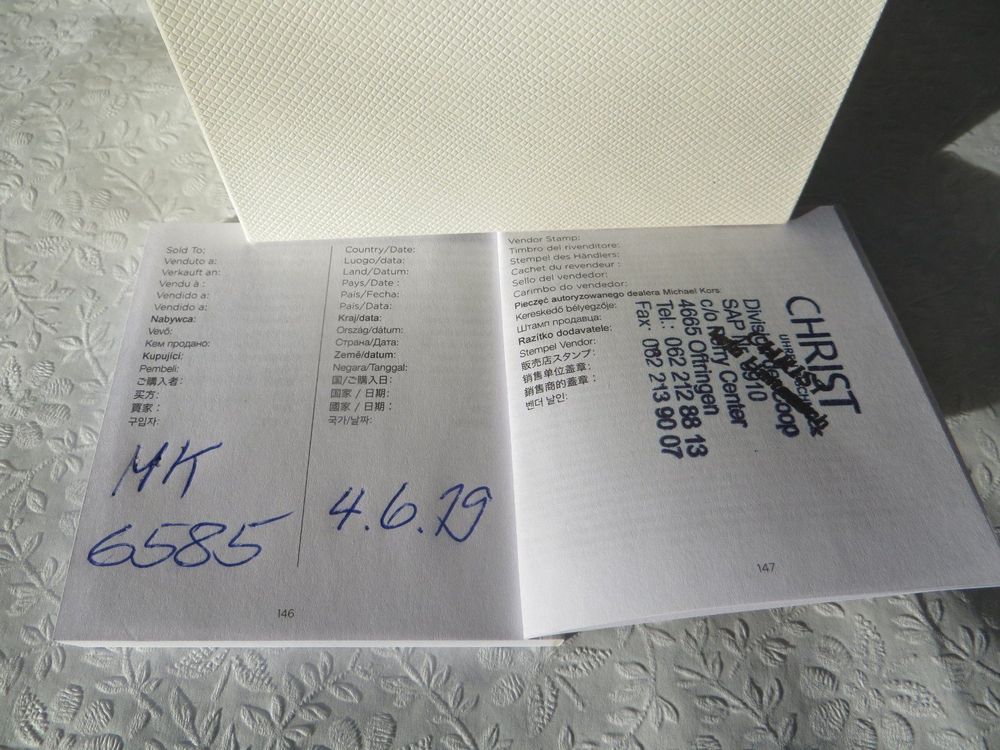 Sold To:
Venduto a:
Verkauft an:
Vendu à :
Vendido a:
Vendido a:
Nabywca:
Vevő:
Кем продано:
Kupující:
Pembeli:
ご購入者：
买方：
買家：
구입자:
MK
6585
146
Country/Date:
Luogo/data:
Land/Datum:
Pays/Date :
País/Fecha:
País/Data:
Kraj/data:
Ország/dátum:
Страна/Дата:
Země/datum:
Negara/Tanggal:
国/ご購入日：
国家 / 日期：
國家 / 日期：
국가/날짜:
4.6.19
Vendor Stamp:
Timbro del rivenditore:
Stempel des Händlers:
Cachet du revendeur :
Sello del vendedor:
Carimbo do vendedor:
Pieczęć autoryzowanego dealera Michael Kors:
Kereskedő bélyegzője:
Штамп продавца:
Razítko dodavatele:
Stempel Vendor:
販売店スタンプ：
销售单位盖章：
銷售商的蓋章：
벤더 날인:
CHRIST
c/o Perry Center
4665 Oftringen
Tel.: 062 212 88 13
Fax: 062 213 90 07
147